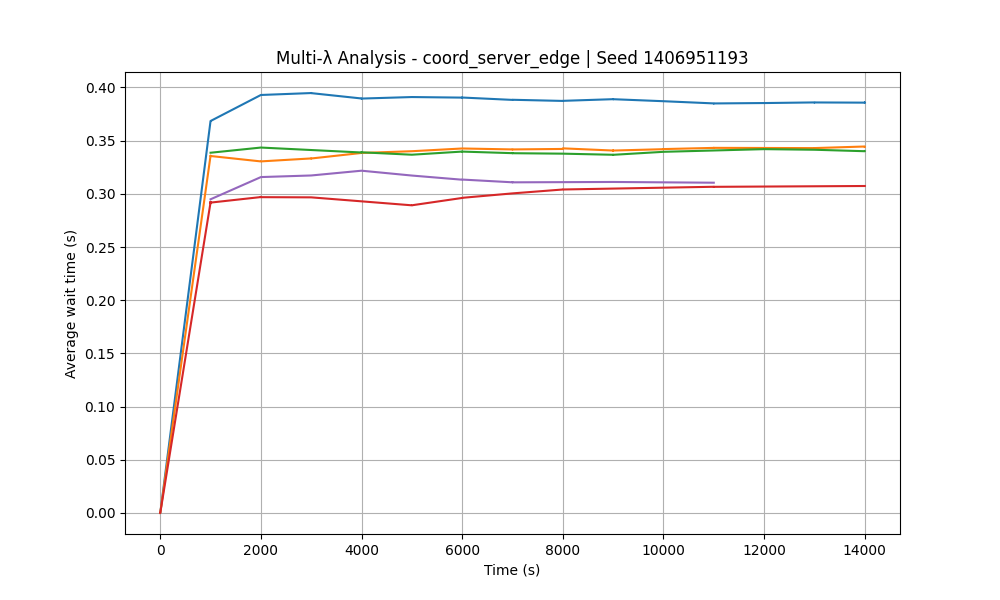 Multi-λ Analysis - coord_server_edge | Seed 1406951193
Average wait time (s)
0.40
0.35
0.30
0.25
0.20
0.15
0.10
0.05
0.00
0 2000 4000 6000 8000 10000 12000 14000
Time (s)